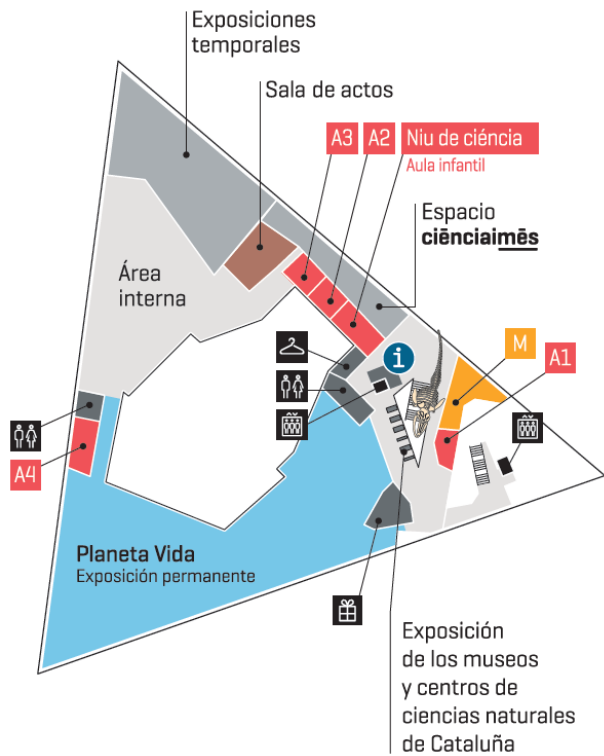 Exposiciones
temporales
Sala de actos
A3
A2
Niu de ciéncia
Aula infantil
Espacio
ciēnciaimēs
Área
interna
i
M
A1
A4
Planeta Vida
Exposición permanente
Exposición
de los museos
y centros de
ciencias naturales
de Cataluña